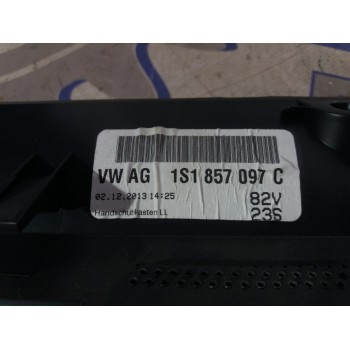 VW AG 1S1 857 097 C
02.12.2013 14:25 82V
Handschuhkasten LL 23S